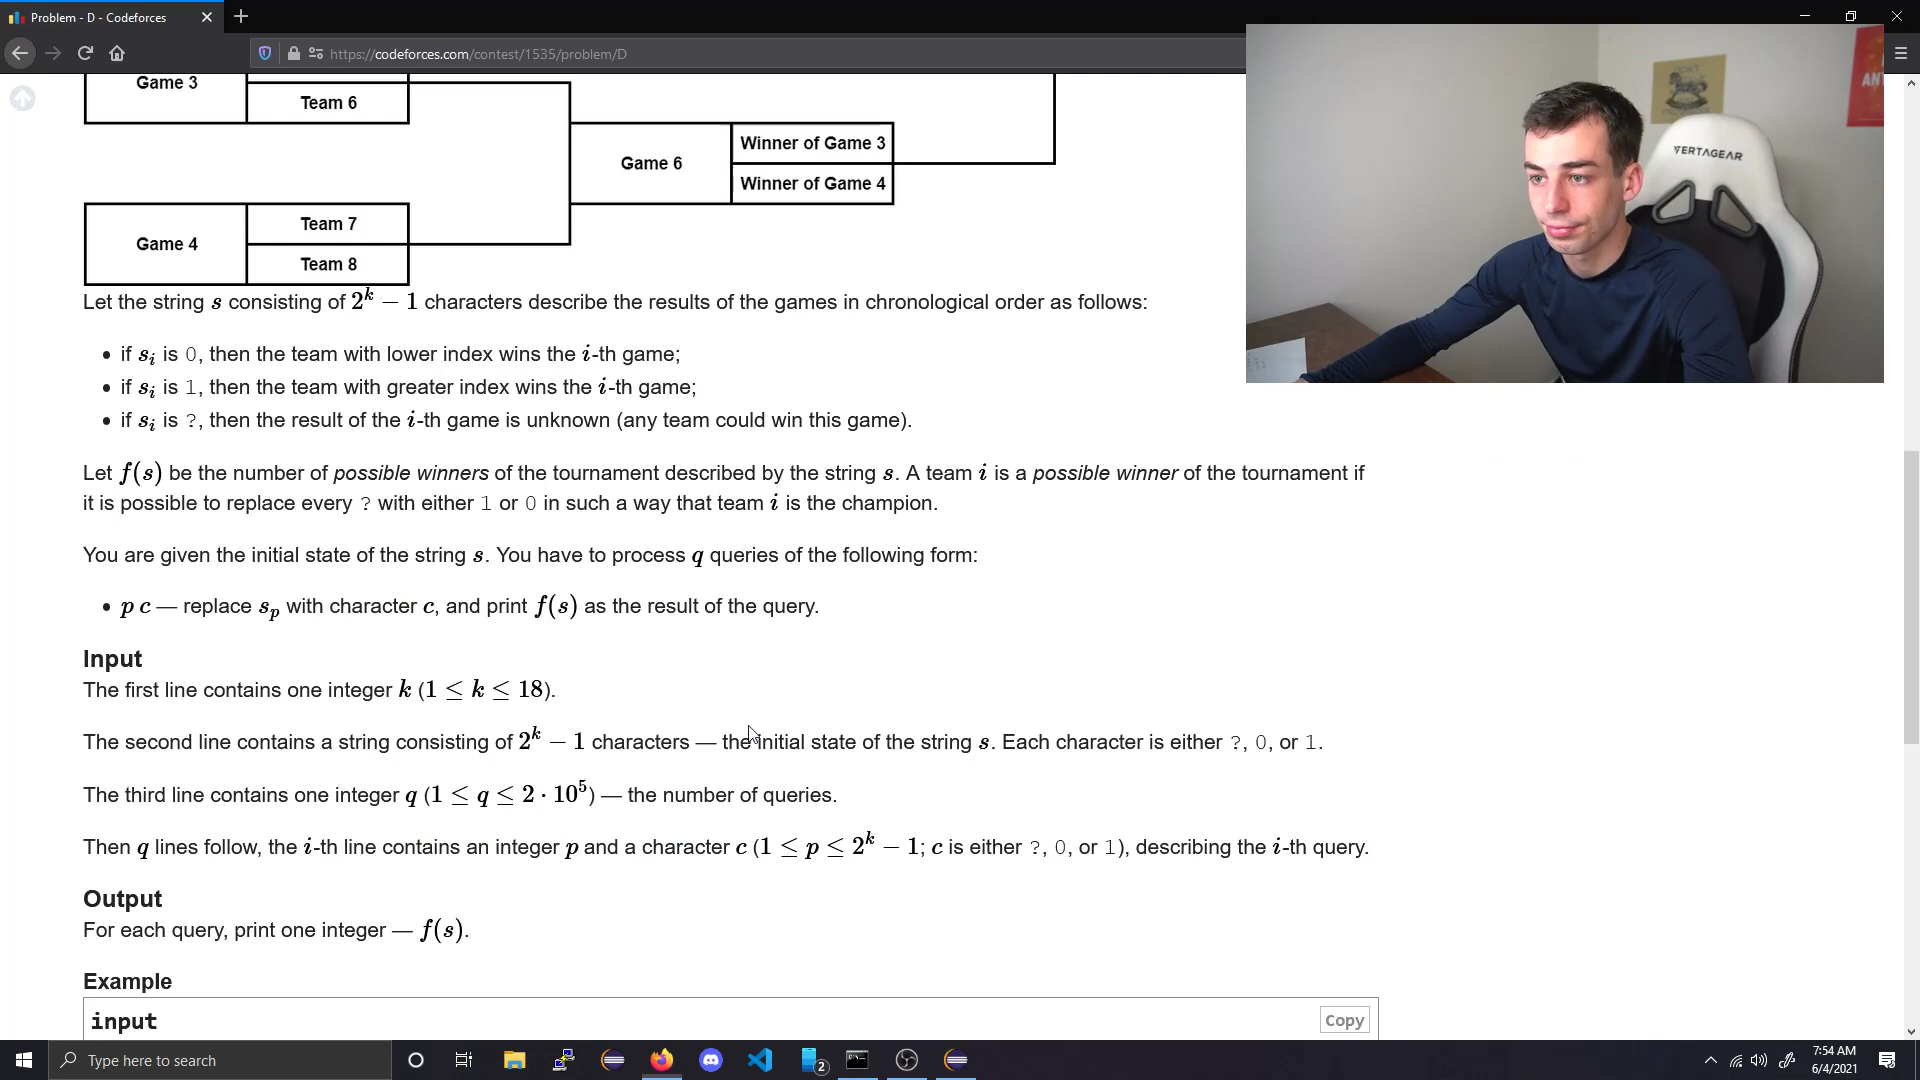 Problem - D - Codeforces
https://codeforces.com/contest/1535/problem/D
Game 3
Team 6
Winner of Game 3
Game 6
Winner of Game 4
Team 7
Game 4
Team 8
VERTAGEAR
ANT
Let the string s consisting of 2^k − 1 characters describe the results of the games in chronological order as follows:
• if s_i is 0, then the team with lower index wins the i-th game;
• if s_i is 1, then the team with greater index wins the i-th game;
• if s_i is ?, then the result of the i-th game is unknown (any team could win this game).
Let f(s) be the number of possible winners of the tournament described by the string s. A team i is a possible winner of the tournament if
it is possible to replace every ? with either 1 or 0 in such a way that team i is the champion.
You are given the initial state of the string s. You have to process q queries of the following form:
• p c — replace s_p with character c, and print f(s) as the result of the query.
Input
The first line contains one integer k (1 ≤ k ≤ 18).
The second line contains a string consisting of 2^k − 1 characters — the initial state of the string s. Each character is either ?, 0, or 1.
The third line contains one integer q (1 ≤ q ≤ 2 · 10^5) — the number of queries.
Then q lines follow, the i-th line contains an integer p and a character c (1 ≤ p ≤ 2^k − 1; c is either ?, 0, or 1), describing the i-th query.
Output
For each query, print one integer — f(s).
Example
input
Copy
Type here to search
2
7:54 AM
6/4/2021